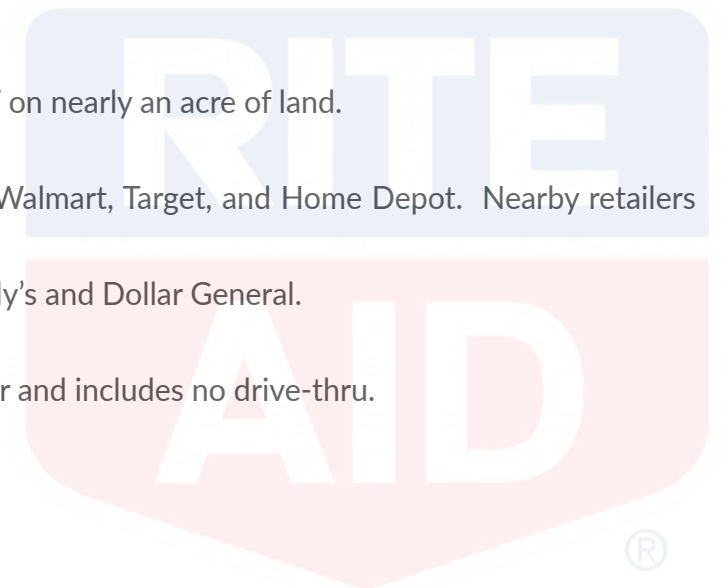 on nearly an acre of land.
Walmart, Target, and Home Depot. Nearby retailers
y's and Dollar General.
r and includes no drive-thru.
RITE
AID
®